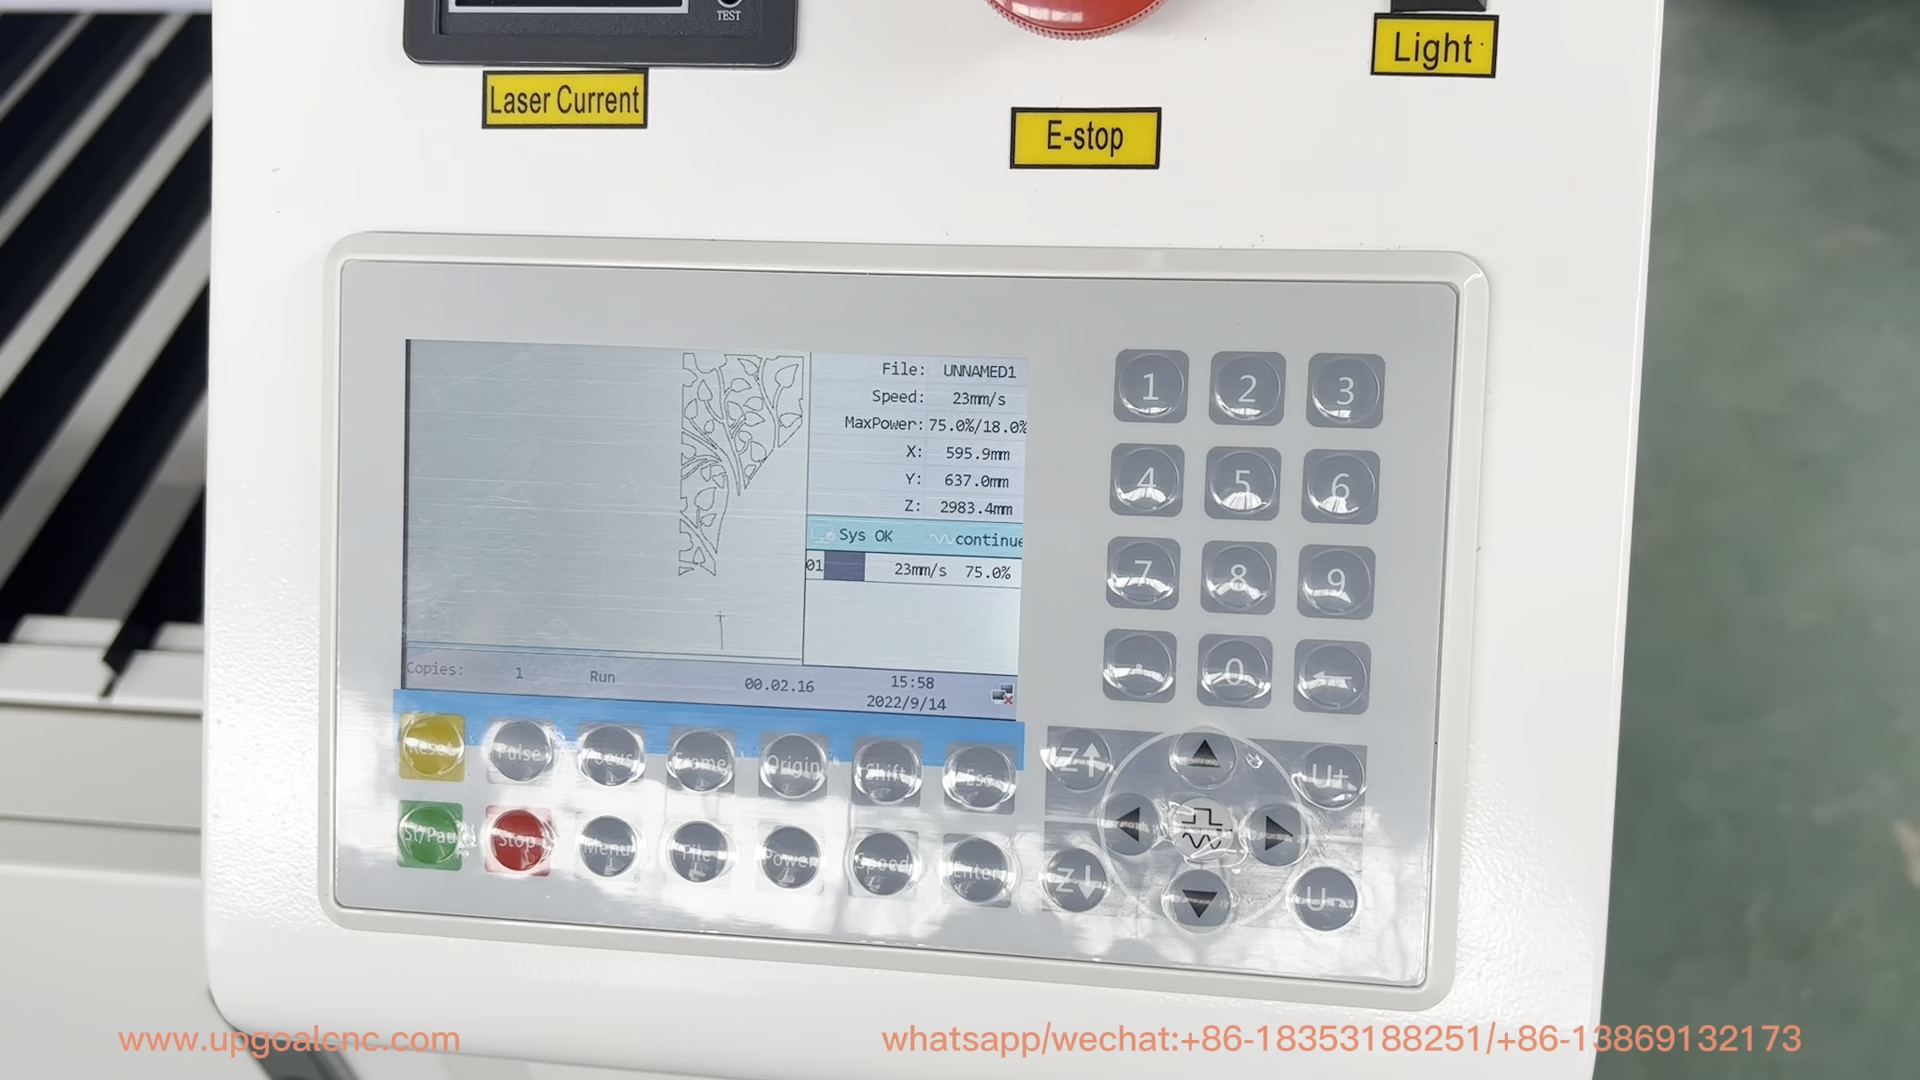 TEST
Laser Current
E-stop
Light
File: UNNAMED1
Speed: 23mm/s
MaxPower: 75.0%/18.0%
X: 595.9mm
Y: 637.0mm
Z: 2983.4mm
Sys OK continue
01 23mm/s 75.0%
Copies: 1 Run 00.02.16 15:58
2022/9/14
1 2 3
4 5 6
7 8 9
. 0
Reset Pulse Focus Frame Origin Shift Esc
St/Pau Stop Menu File Power Speed Enter
Z U+
Z U-
www.upgoalcnc.com
whatsapp/wechat:+86-18353188251/+86-13869132173